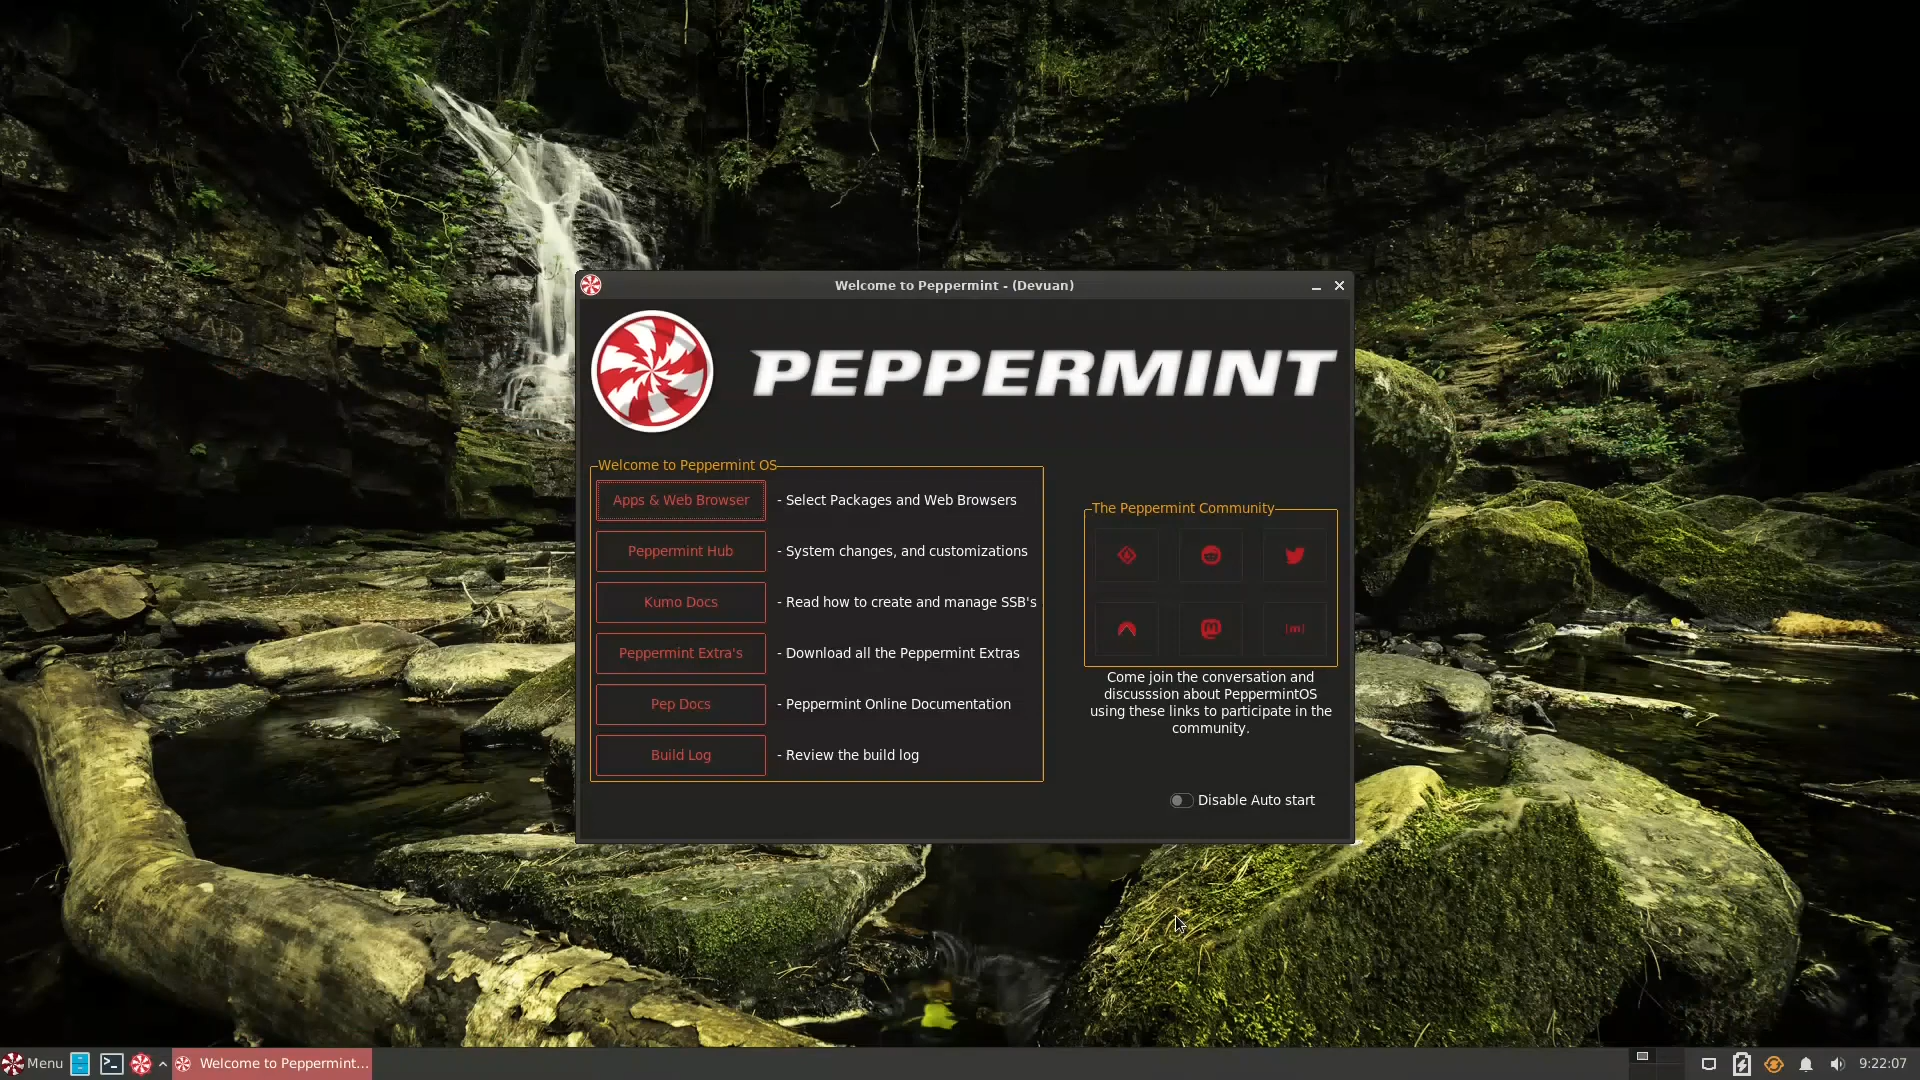 Welcome to Peppermint - (Devuan)
PEPPERMINT
Welcome to Peppermint OS
Apps & Web Browser - Select Packages and Web Browsers
Peppermint Hub - System changes, and customizations
Kumo Docs - Read how to create and manage SSB's
Peppermint Extra's - Download all the Peppermint Extras
Pep Docs - Peppermint Online Documentation
Build Log - Review the build log
The Peppermint Community
[m]
Come join the conversation and
discusssion about PeppermintOS
using these links to participate in the
community.
Disable Auto start
Menu
Welcome to Peppermint...
9:22:07